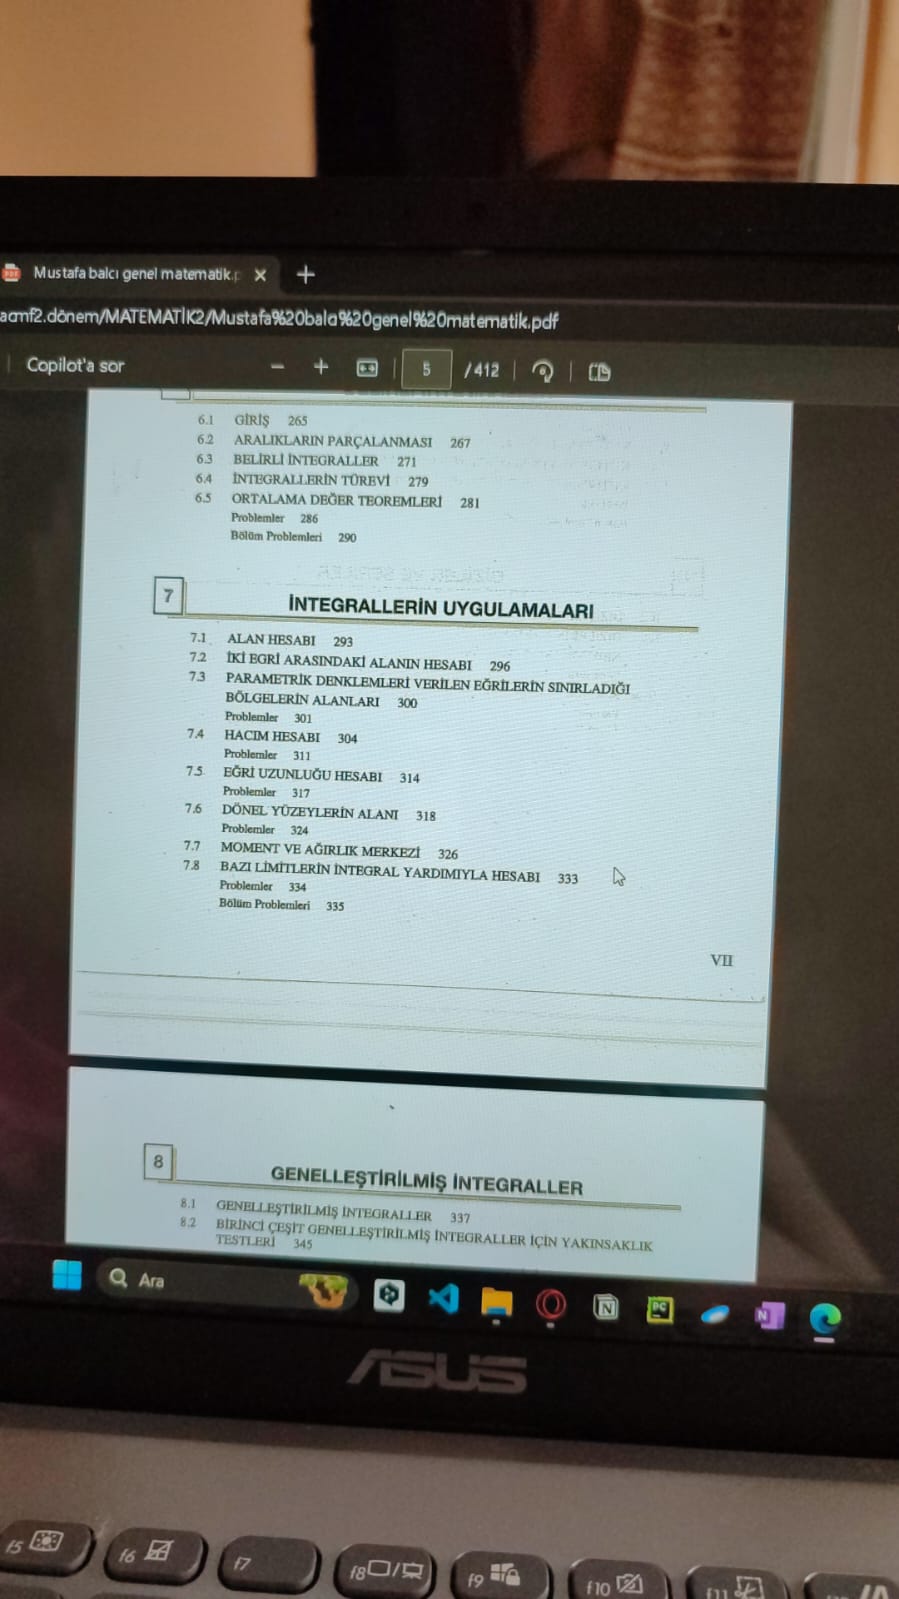 Mustafa balcı genel matematik.p
acmf2.dönem/MATEMATİK2/Mustafa%20balcı%20genel%20matematik.pdf
Copilot'a sor
5 /412
6.1 GİRİŞ 265
6.2 ARALIKLARIN PARÇALANMASI 267
6.3 BELİRLİ İNTEGRALLER 271
6.4 İNTEGRALLERİN TÜREVİ 279
6.5 ORTALAMA DEĞER TEOREMLERİ 281
Problemler 286
Bölüm Problemleri 290
7 İNTEGRALLERİN UYGULAMALARI
7.1 ALAN HESABI 293
7.2 İKİ EGRİ ARASINDAKİ ALANIN HESABI 296
7.3 PARAMETRİK DENKLEMLERİ VERİLEN EĞRİLERİN SINIRLADIĞI
BÖLGELERİN ALANLARI 300
Problemler 301
7.4 HACIM HESABI 304
Problemler 311
7.5 EĞRİ UZUNLUĞU HESABI 314
Problemler 317
7.6 DÖNEL YÜZEYLERİN ALANI 318
Problemler 324
7.7 MOMENT VE AĞIRLIK MERKEZİ 326
7.8 BAZI LİMİTLERİN İNTEGRAL YARDIMIYLA HESABI 333
Problemler 334
Bölüm Problemleri 335
VII
8 GENELLEŞTİRİLMİŞ İNTEGRALLER
8.1 GENELLEŞTİRİLMİŞ İNTEGRALLER 337
8.2 BİRİNCİ ÇEŞİT GENELLEŞTİRİLMİŞ İNTEGRALLER İÇİN YAKINSAKLIK
TESTLERİ 345
Ara
N PC N
ASUS
f5 f6 f7 f8 f9 f10 f11